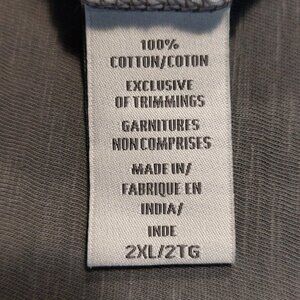 100%
COTTON/COTON
EXCLUSIVE
OF TRIMMINGS
GARNITURES
NON COMPRISES
MADE IN/
FABRIQUE EN
INDIA/
INDE
2XL/2TG